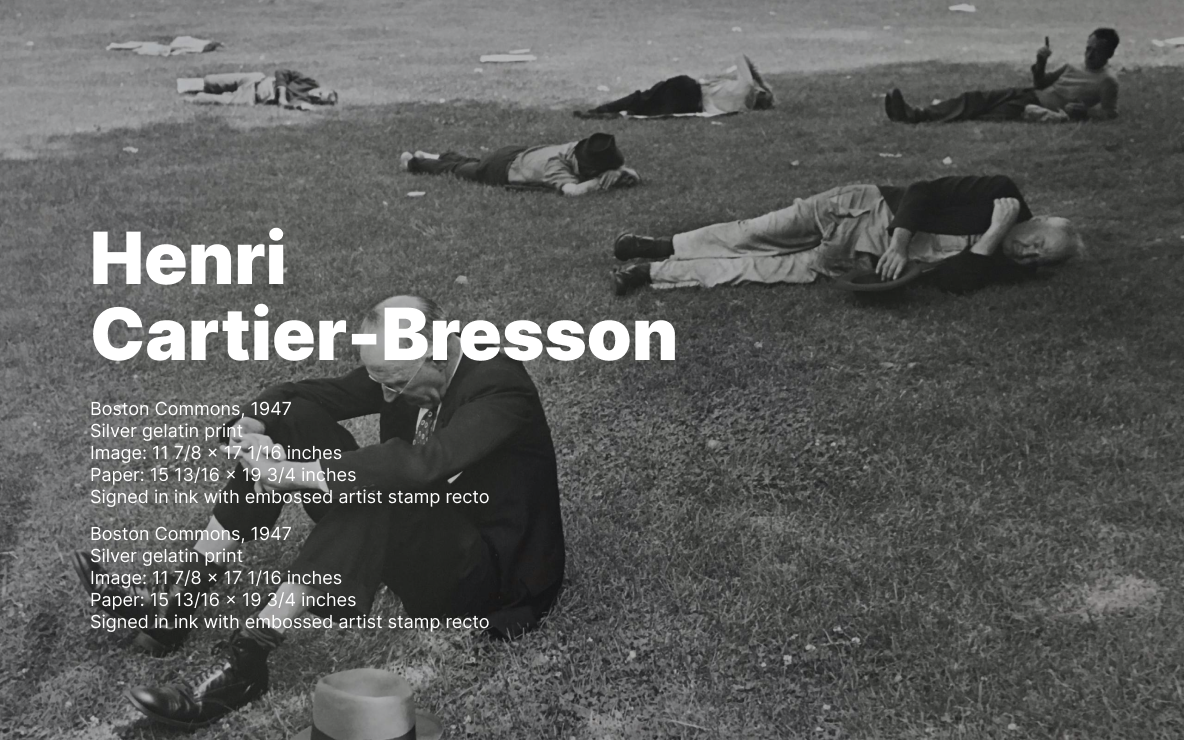 Henri
Cartier-Bresson
Boston Commons, 1947
Silver gelatin print
Image: 11 7/8 × 17 1/16 inches
Paper: 15 13/16 × 19 3/4 inches
Signed in ink with embossed artist stamp recto
Boston Commons, 1947
Silver gelatin print
Image: 11 7/8 × 17 1/16 inches
Paper: 15 13/16 × 19 3/4 inches
Signed in ink with embossed artist stamp recto